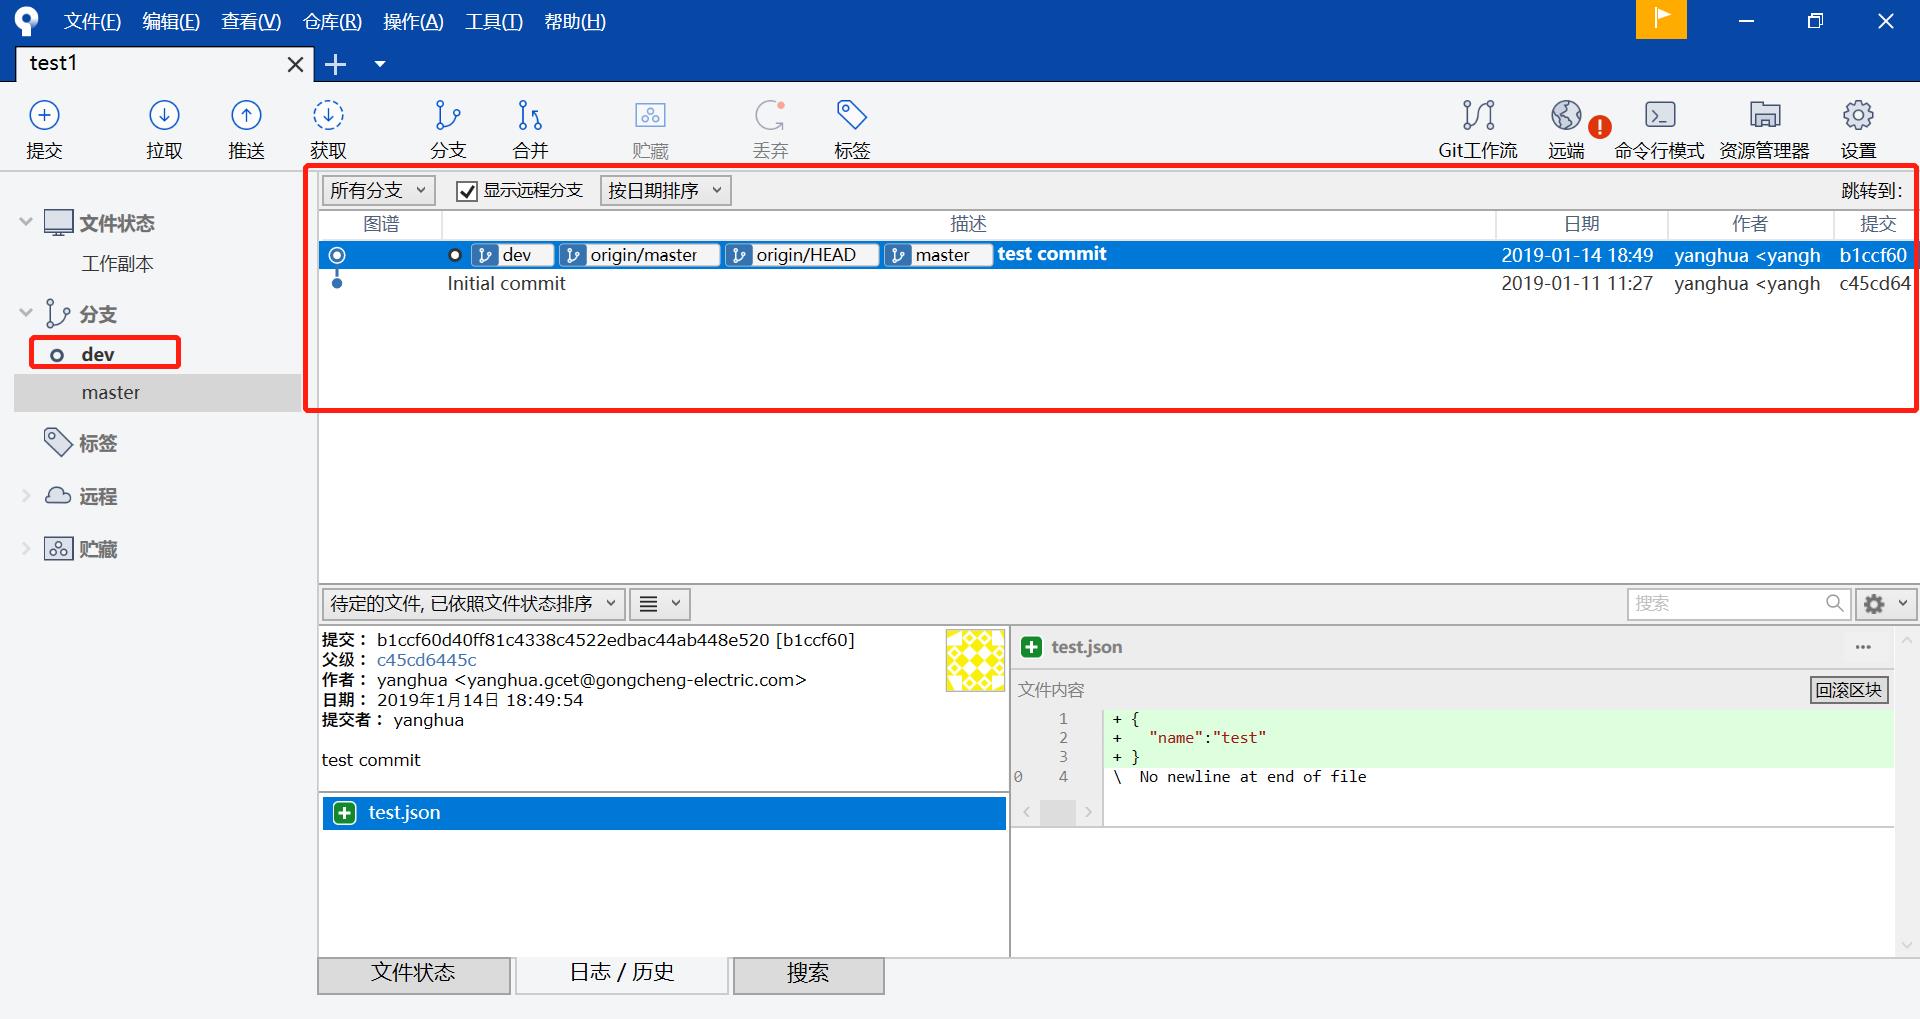 文件(F) 编辑(E) 查看(V) 仓库(R) 操作(A) 工具(T) 帮助(H)
test1
提交 拉取 推送 获取 分支 合并 贮藏 丢弃 标签 Git工作流 远端 命令行模式 资源管理器 设置
所有分支 显示远程分支 按日期排序 跳转到:
图谱 描述 日期 作者 提交
dev origin/master origin/HEAD master test commit 2019-01-14 18:49 yanghua <yangh b1ccf60
Initial commit 2019-01-11 11:27 yanghua <yangh c45cd64
文件状态
工作副本
分支
dev
master
标签
远程
贮藏
待定的文件, 已依照文件状态排序 搜索
提交： b1ccf60d40ff81c4338c4522edbac44ab448e520 [b1ccf60]
父级： c45cd6445c
作者： yanghua <yanghua.gcet@gongcheng-electric.com>
日期： 2019年1月14日 18:49:54
提交者： yanghua
test commit
test.json
test.json ...
文件内容 回滚区块
1 + {
2 + "name":"test"
3 + }
0 4 \ No newline at end of file
文件状态 日志 / 历史 搜索